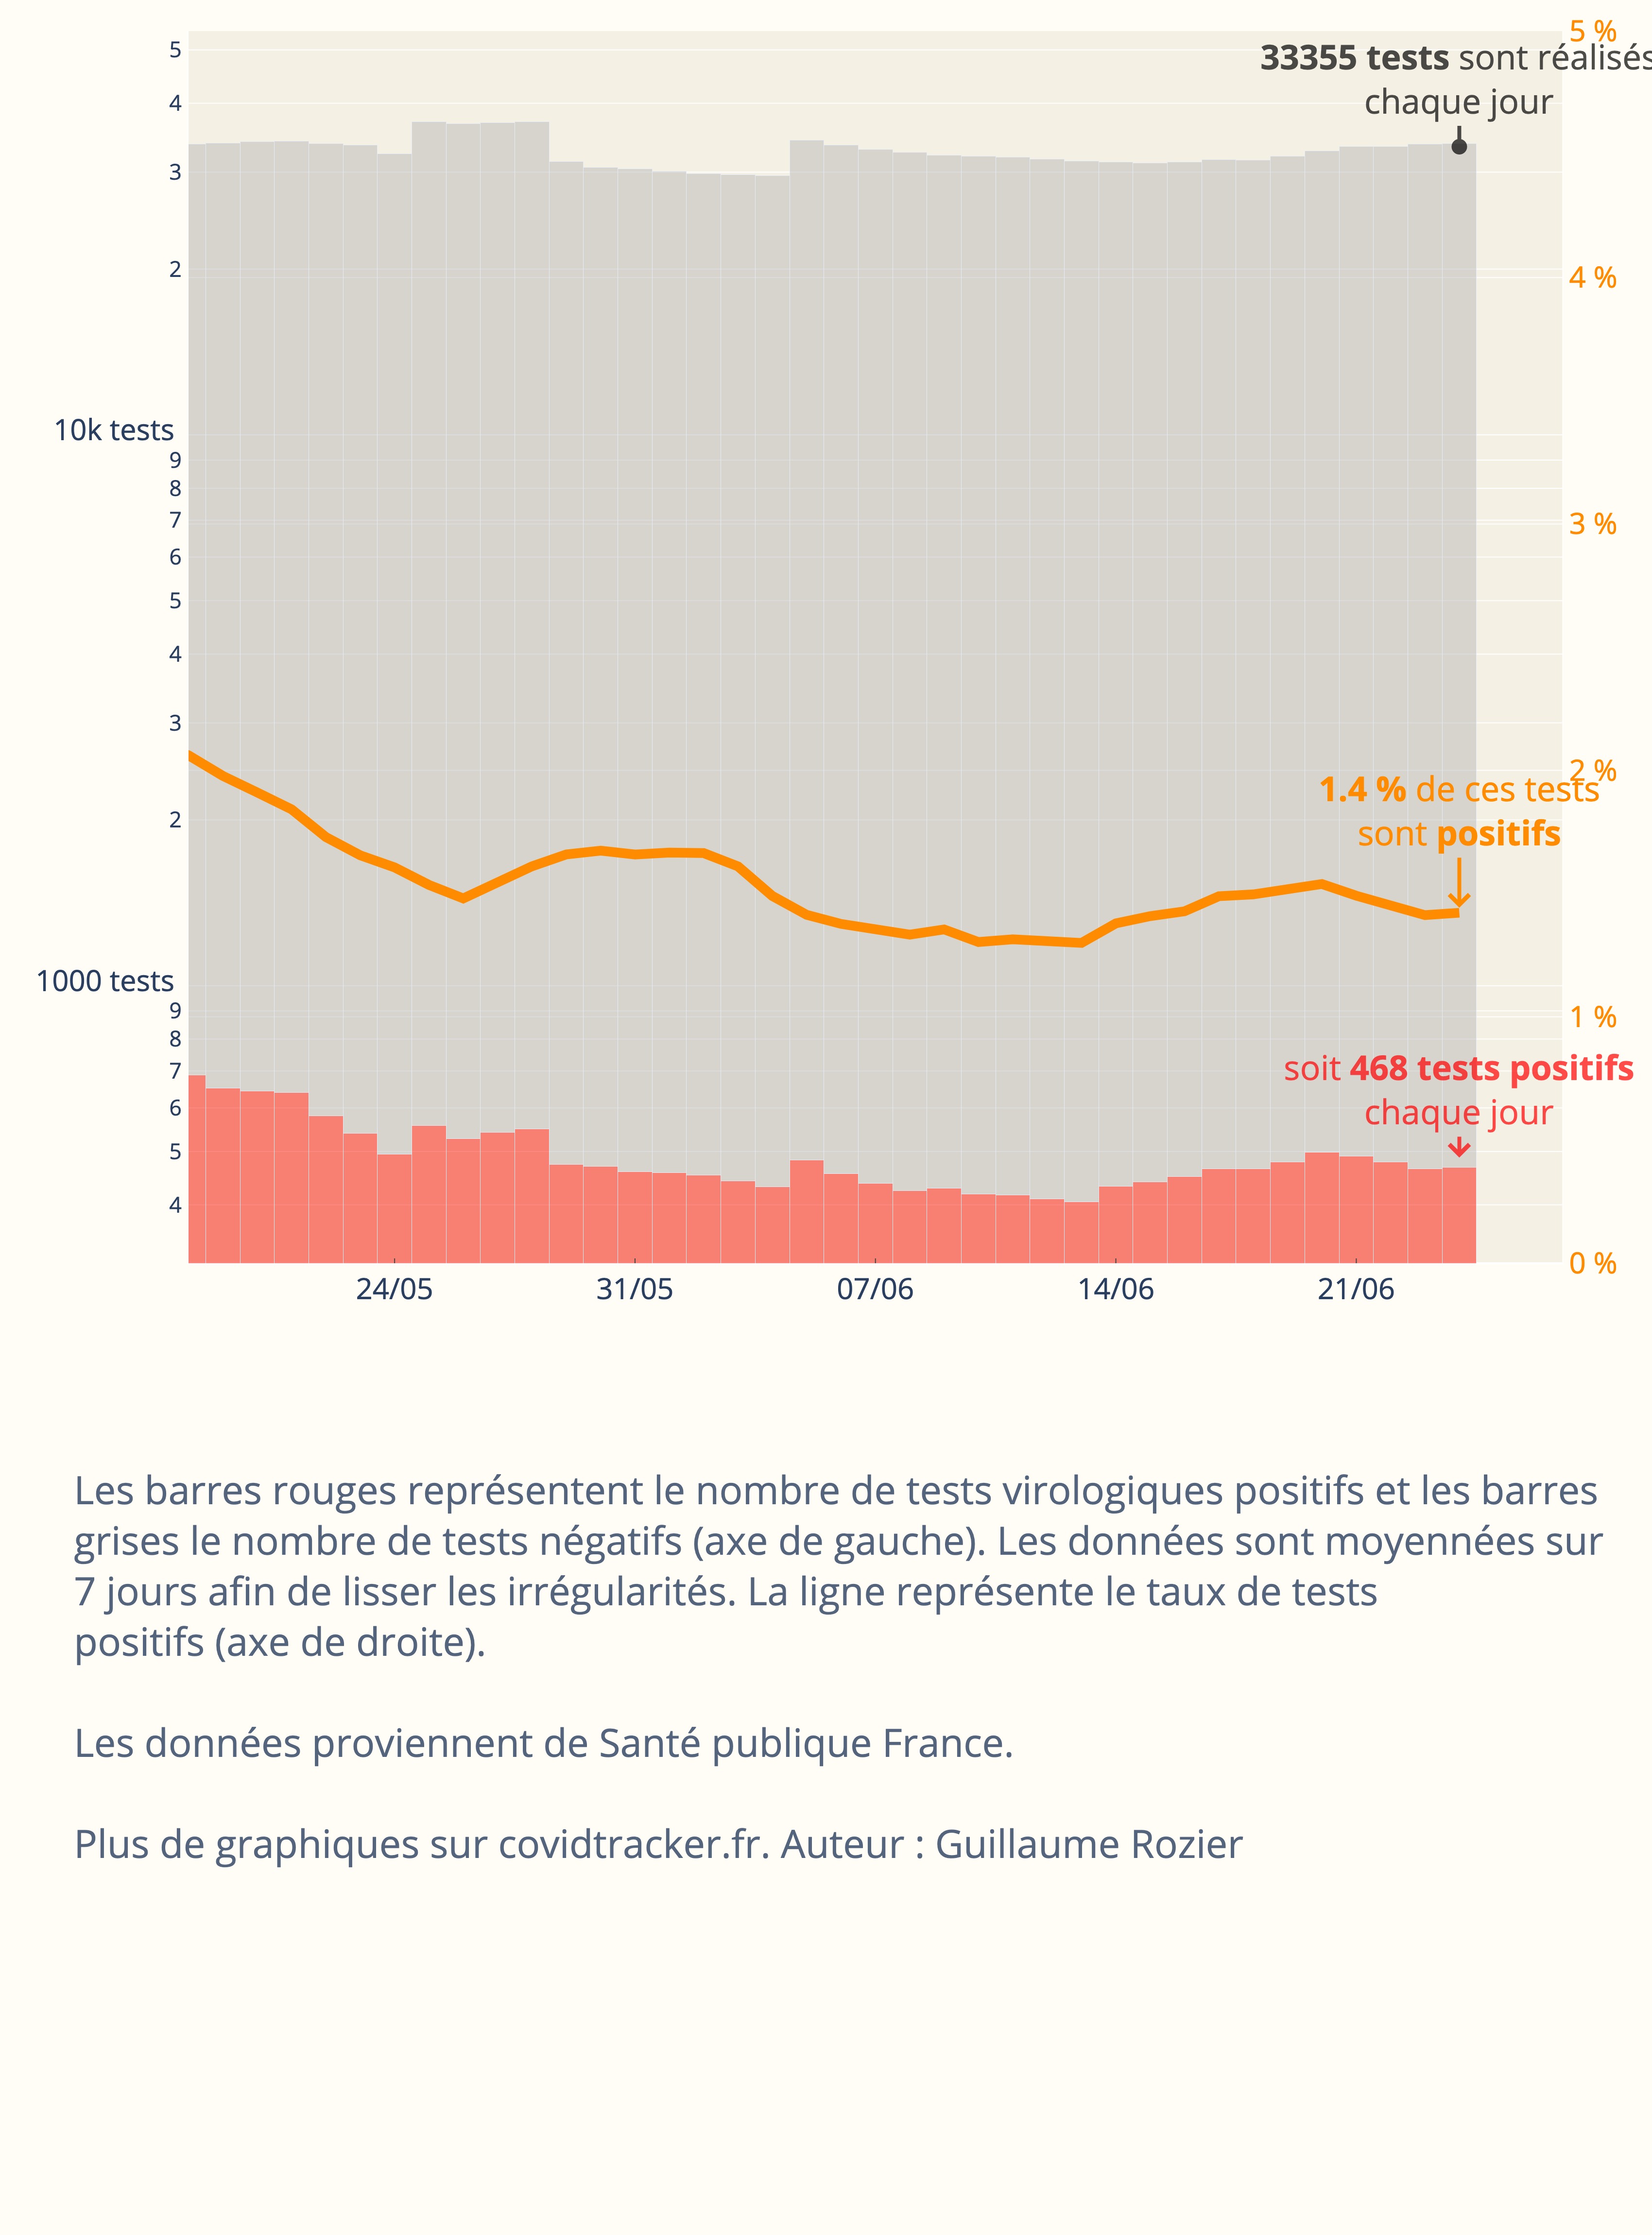 5
4
3
2
10k tests
9
8
7
6
5
4
3
2
1000 tests
9
8
7
6
5
4
5 %
4 %
3 %
2 %
1 %
0 %
33355 tests sont réalisés
chaque jour
1.4 % de ces tests
sont positifs
soit 468 tests positifs
chaque jour
24/05
31/05
07/06
14/06
21/06
Les barres rouges représentent le nombre de tests virologiques positifs et les barres
grises le nombre de tests négatifs (axe de gauche). Les données sont moyennées sur
7 jours afin de lisser les irrégularités. La ligne représente le taux de tests
positifs (axe de droite).
Les données proviennent de Santé publique France.
Plus de graphiques sur covidtracker.fr. Auteur : Guillaume Rozier